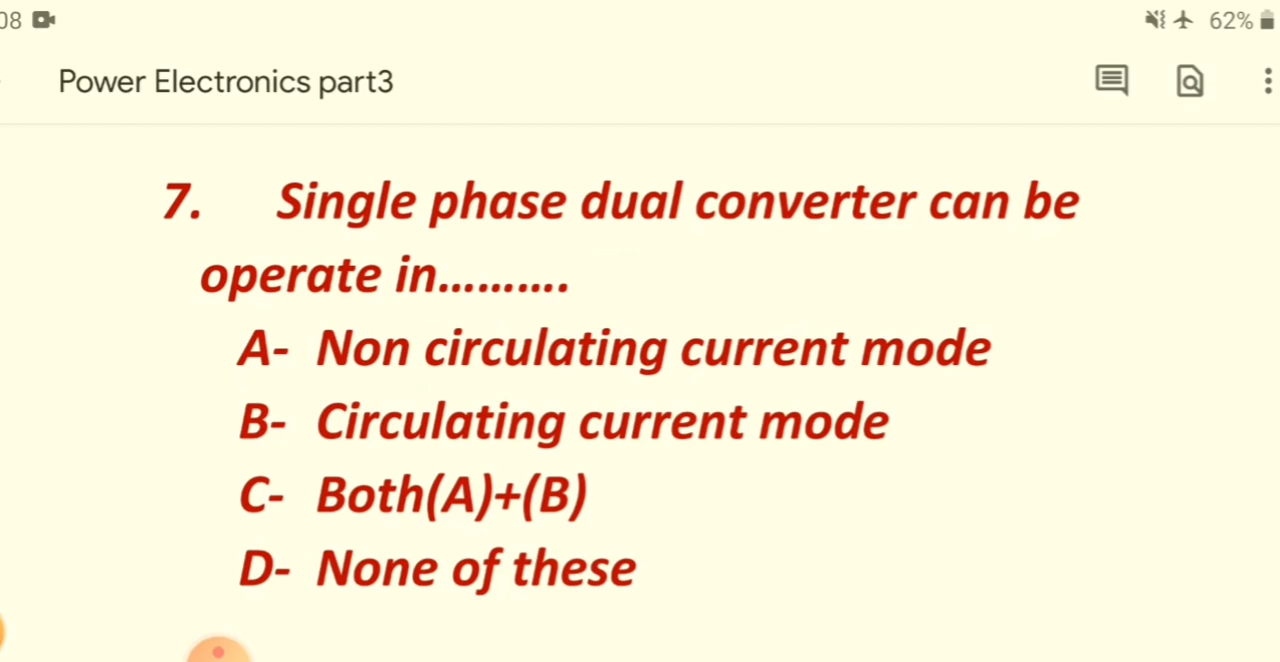 08 62%
Power Electronics part3
7. Single phase dual converter can be
operate in..........
A- Non circulating current mode
B- Circulating current mode
C- Both(A)+(B)
D- None of these